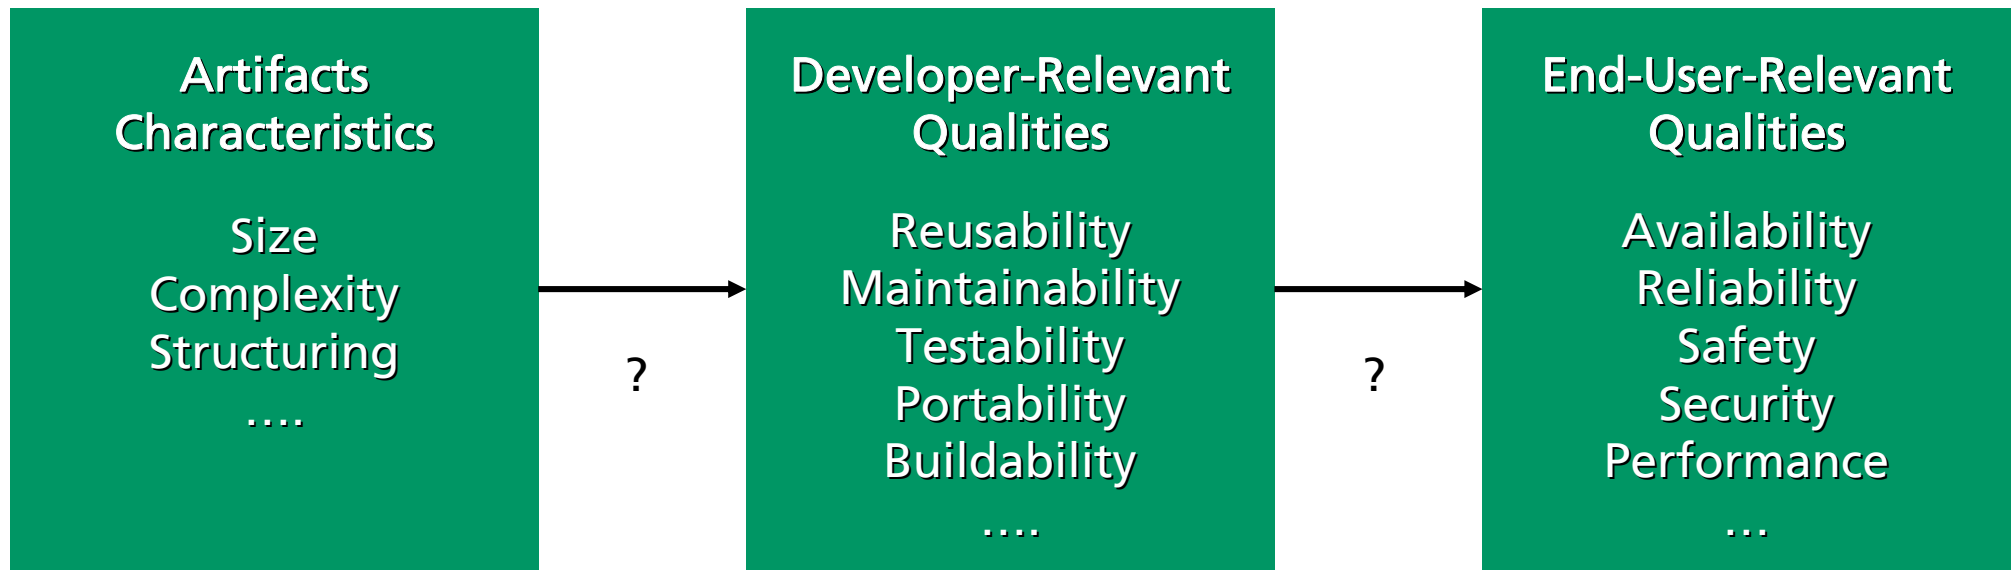 Artifacts
Characteristics
Size
Complexity
Structuring
....
?
Developer-Relevant
Qualities
Reusability
Maintainability
Testability
Portability
Buildability
....
?
End-User-Relevant
Qualities
Availability
Reliability
Safety
Security
Performance
...